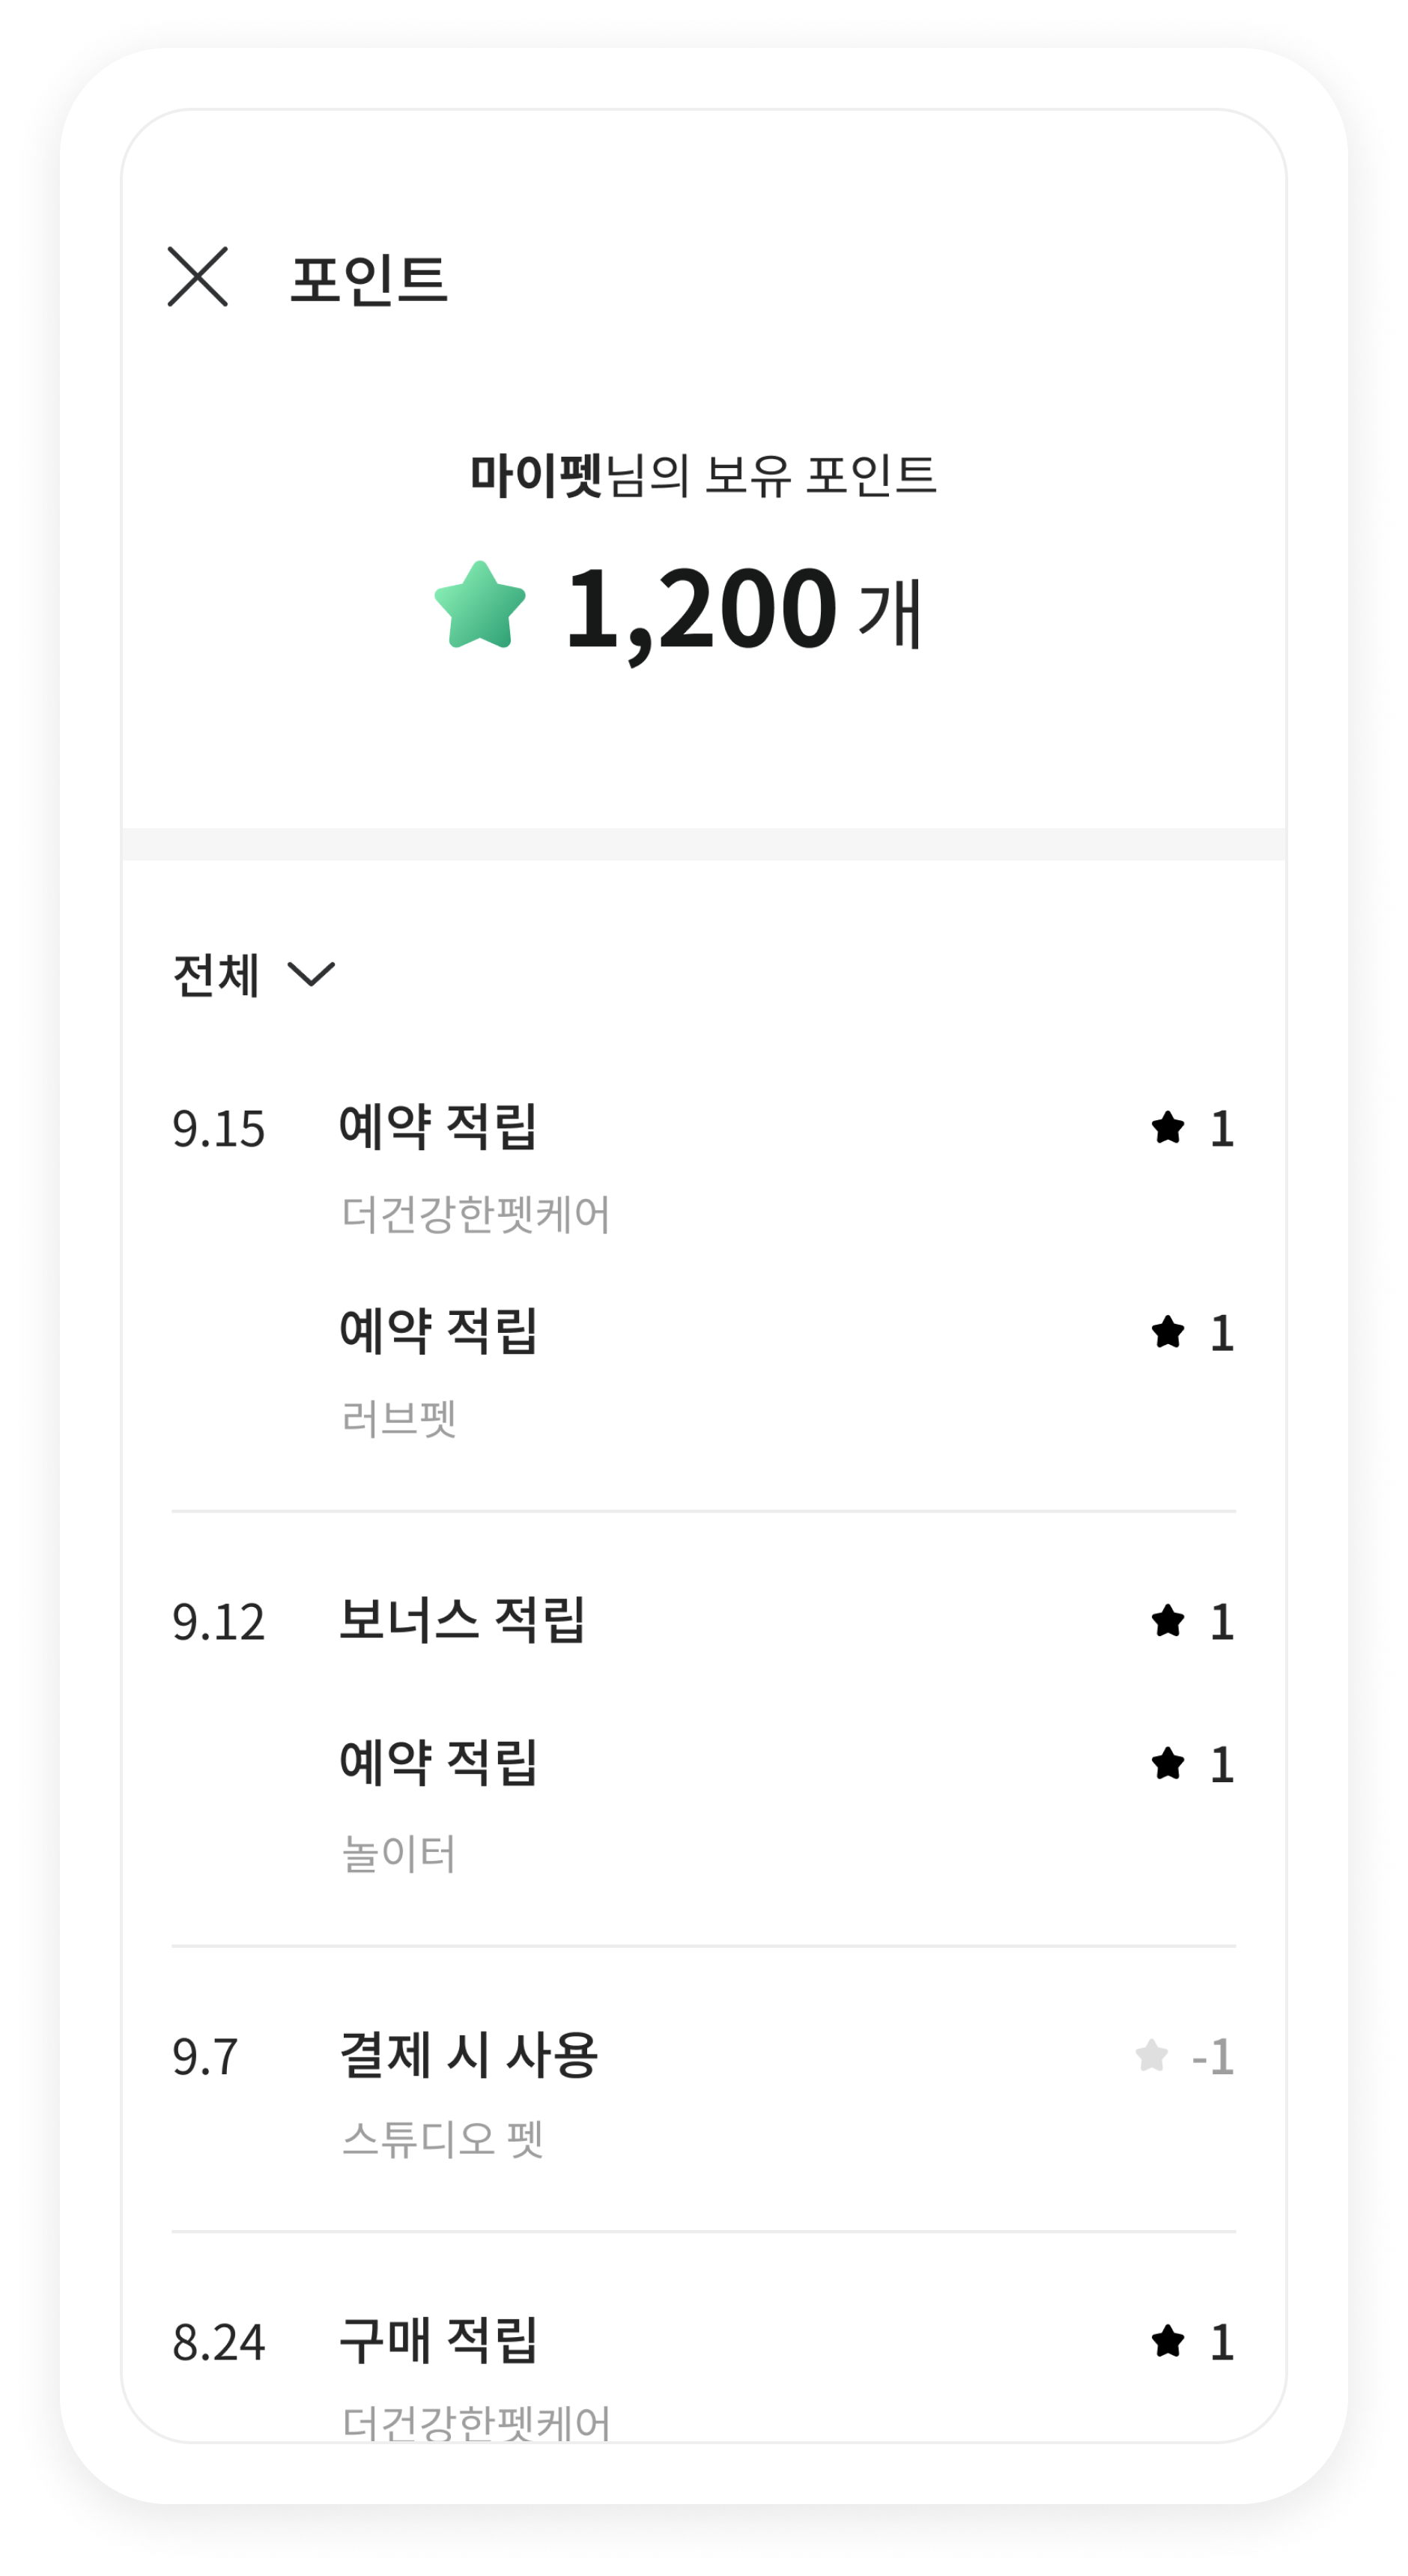 포인트
마이펫님의 보유 포인트
1,200 개
전체
9.15 예약 적립 1
더건강한펫케어
예약 적립 1
러브펫
9.12 보너스 적립 1
예약 적립 1
놀이터
9.7 결제 시 사용 -1
스튜디오 펫
8.24 구매 적립 1
더건강한펫케어